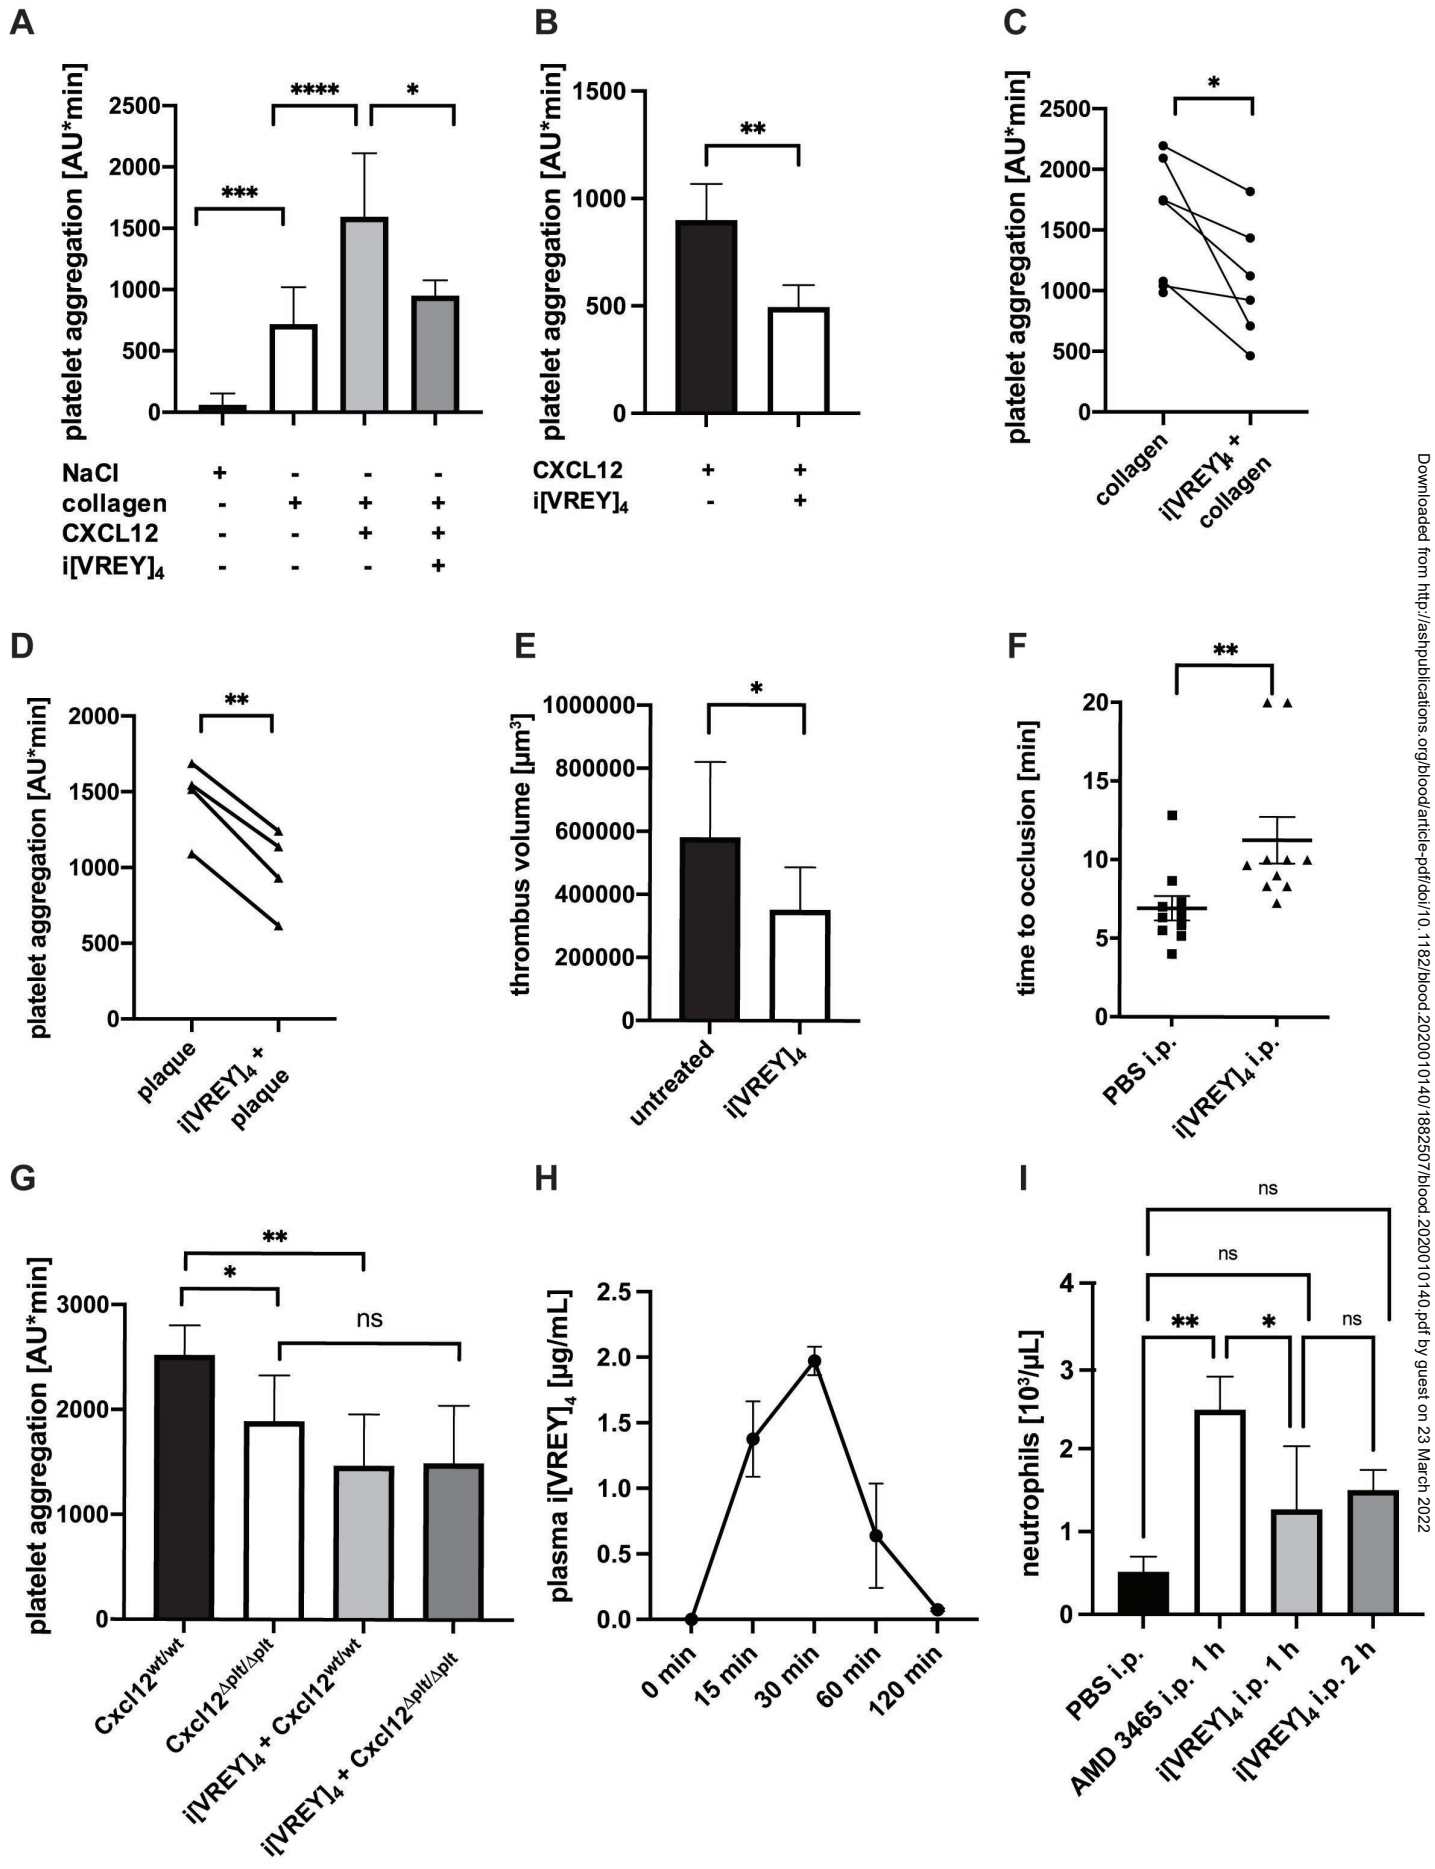 A
platelet aggregation [AU*min]
2500
2000
1500
1000
500
0
***
****
*
NaCl + - - -
collagen - + + +
CXCL12 - - + +
i[VREY]4 - - - +
B
platelet aggregation [AU*min]
1500
1000
500
0
**
CXCL12 + +
i[VREY]4 - +
C
platelet aggregation [AU*min]
2500
2000
1500
1000
500
0
*
collagen
i[VREY]4 +
collagen
D
platelet aggregation [AU*min]
2000
1500
1000
500
0
**
plaque
i[VREY]4 +
plaque
E
thrombus volume [µm³]
1000000
800000
600000
400000
200000
0
*
untreated
i[VREY]4
F
time to occlusion [min]
20
15
10
5
0
**
PBS i.p.
i[VREY]4 i.p.
G
platelet aggregation [AU*min]
3000
2000
1000
0
**
*
ns
Cxcl12wt/wt
Cxcl12Δplt/Δplt
i[VREY]4 + Cxcl12wt/wt
i[VREY]4 + Cxcl12Δplt/Δplt
H
plasma i[VREY]4 [µg/mL]
2.5
2.0
1.5
1.0
0.5
0.0
0 min
15 min
30 min
60 min
120 min
I
neutrophils [10³/µL]
4
3
2
1
0
ns
ns
**
*
ns
PBS i.p.
AMD 3465 i.p. 1 h
i[VREY]4 i.p. 1 h
i[VREY]4 i.p. 2 h
Downloaded from http://ashpublications.org/blood/article-pdf/doi/10.1182/blood.2020010140/1882507/blood.2020010140.pdf by guest on 23 March 2022